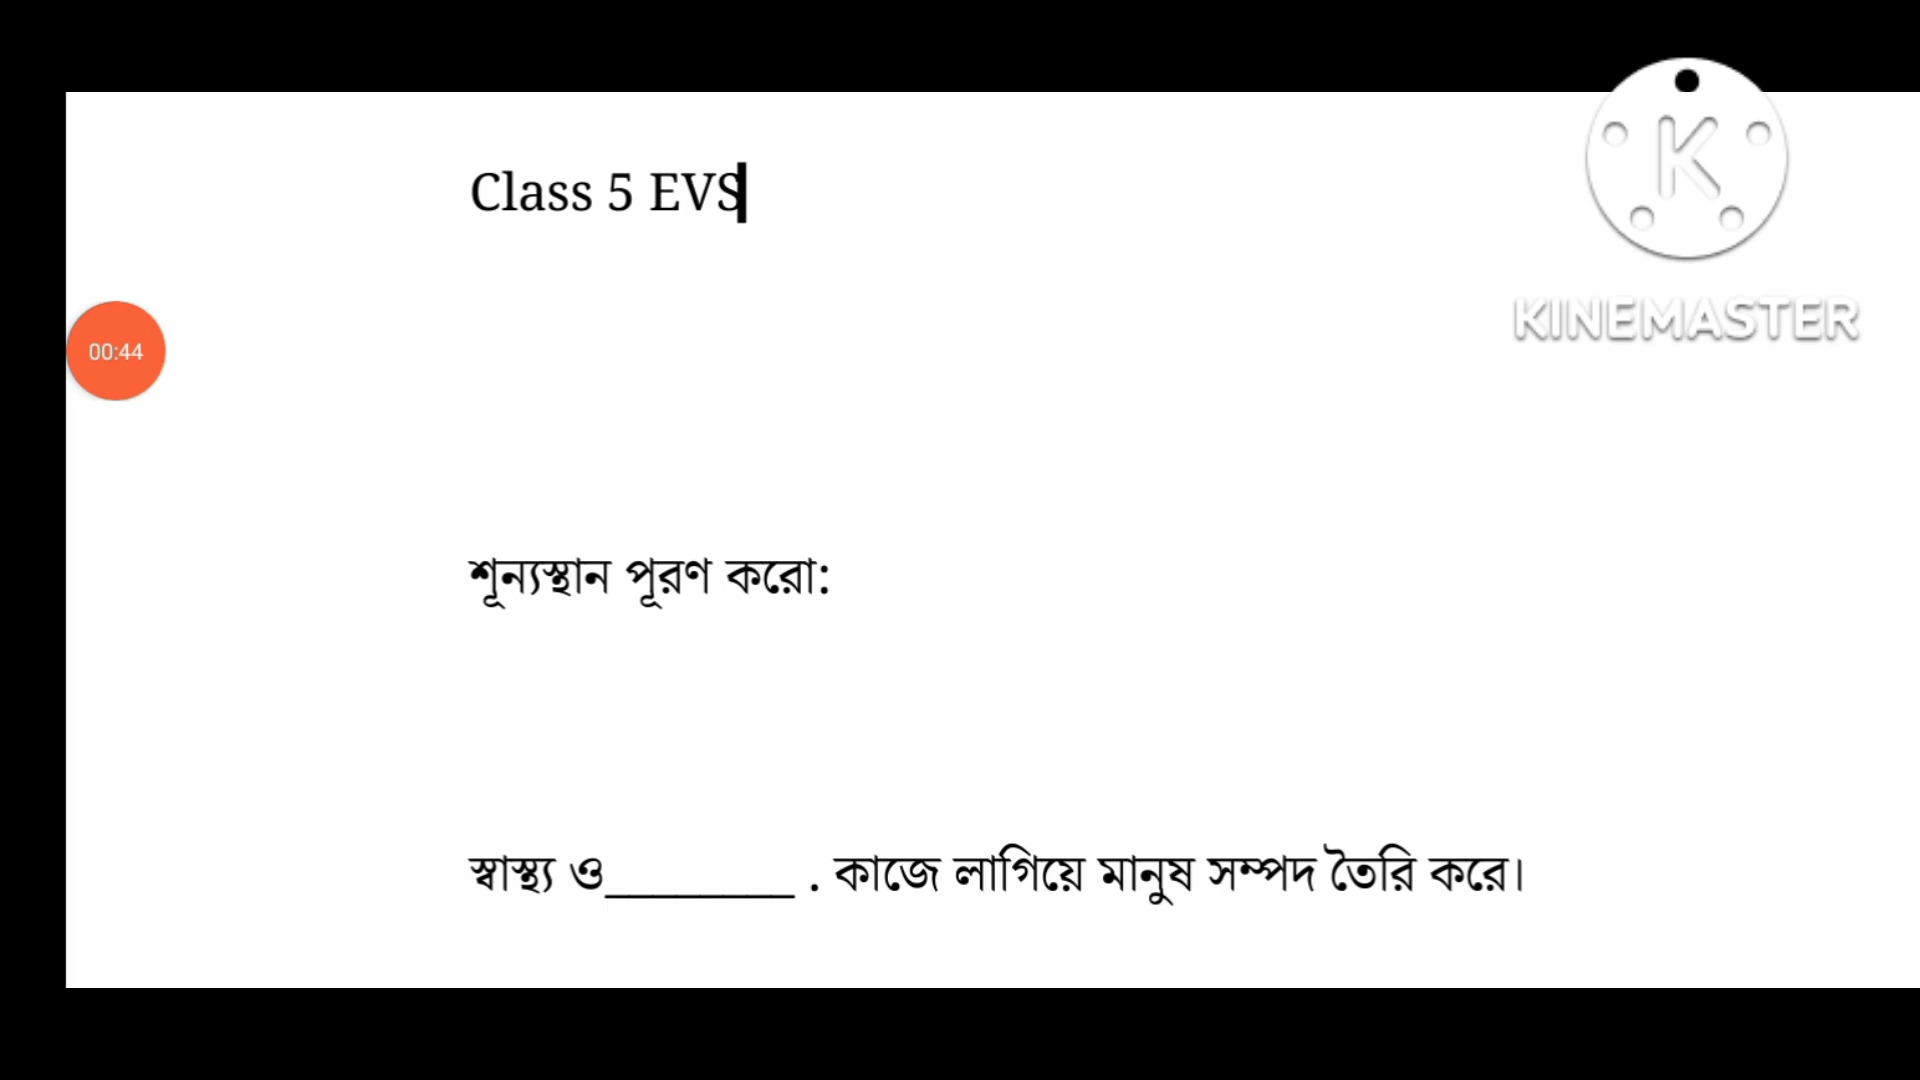 Class 5 EVS
K
KINEMASTER
00:44
শূন্যস্থান পূরণ করো:
স্বাস্থ্য ও________ . কাজে লাগিয়ে মানুষ সম্পদ তৈরি করে।